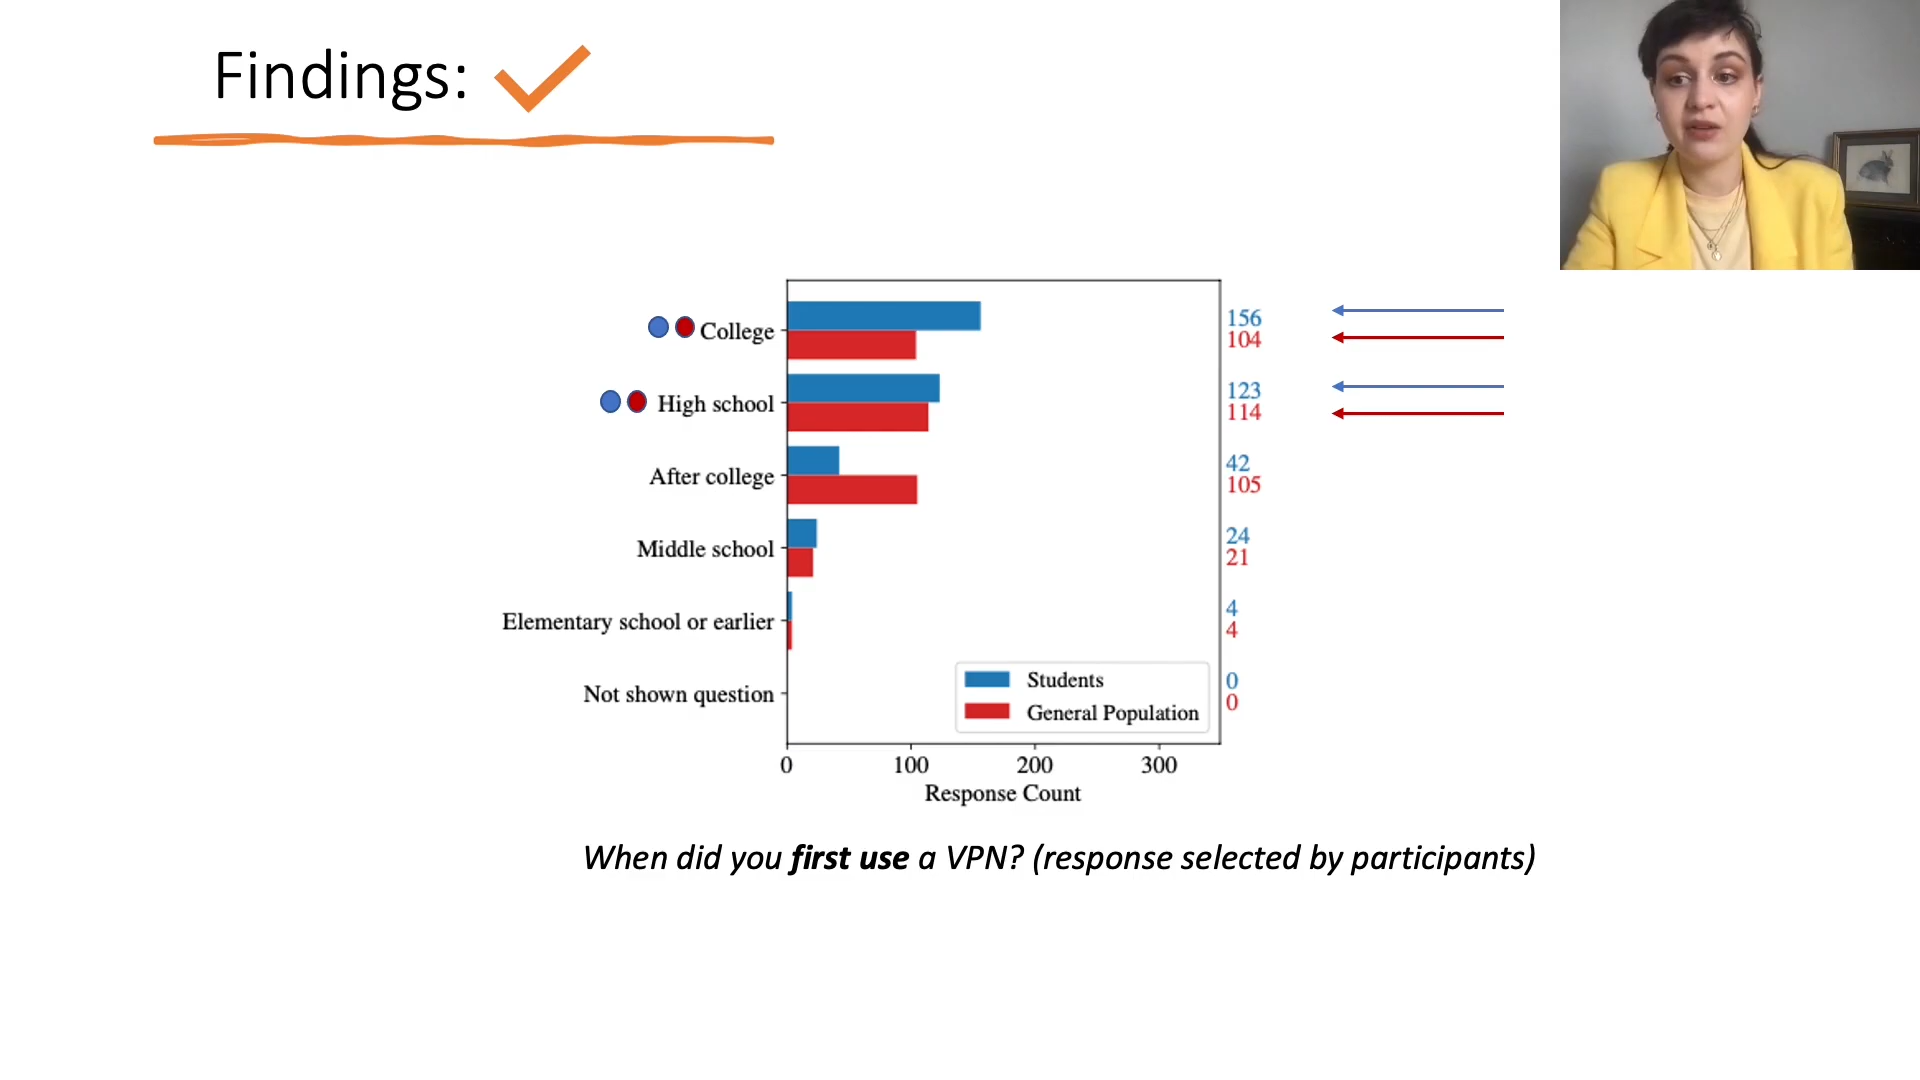 Findings:
College
156
104
High school
123
114
After college
42
105
Middle school
24
21
Elementary school or earlier
4
4
Not shown question
0
0
Students
General Population
0 100 200 300
Response Count
When did you first use a VPN? (response selected by participants)